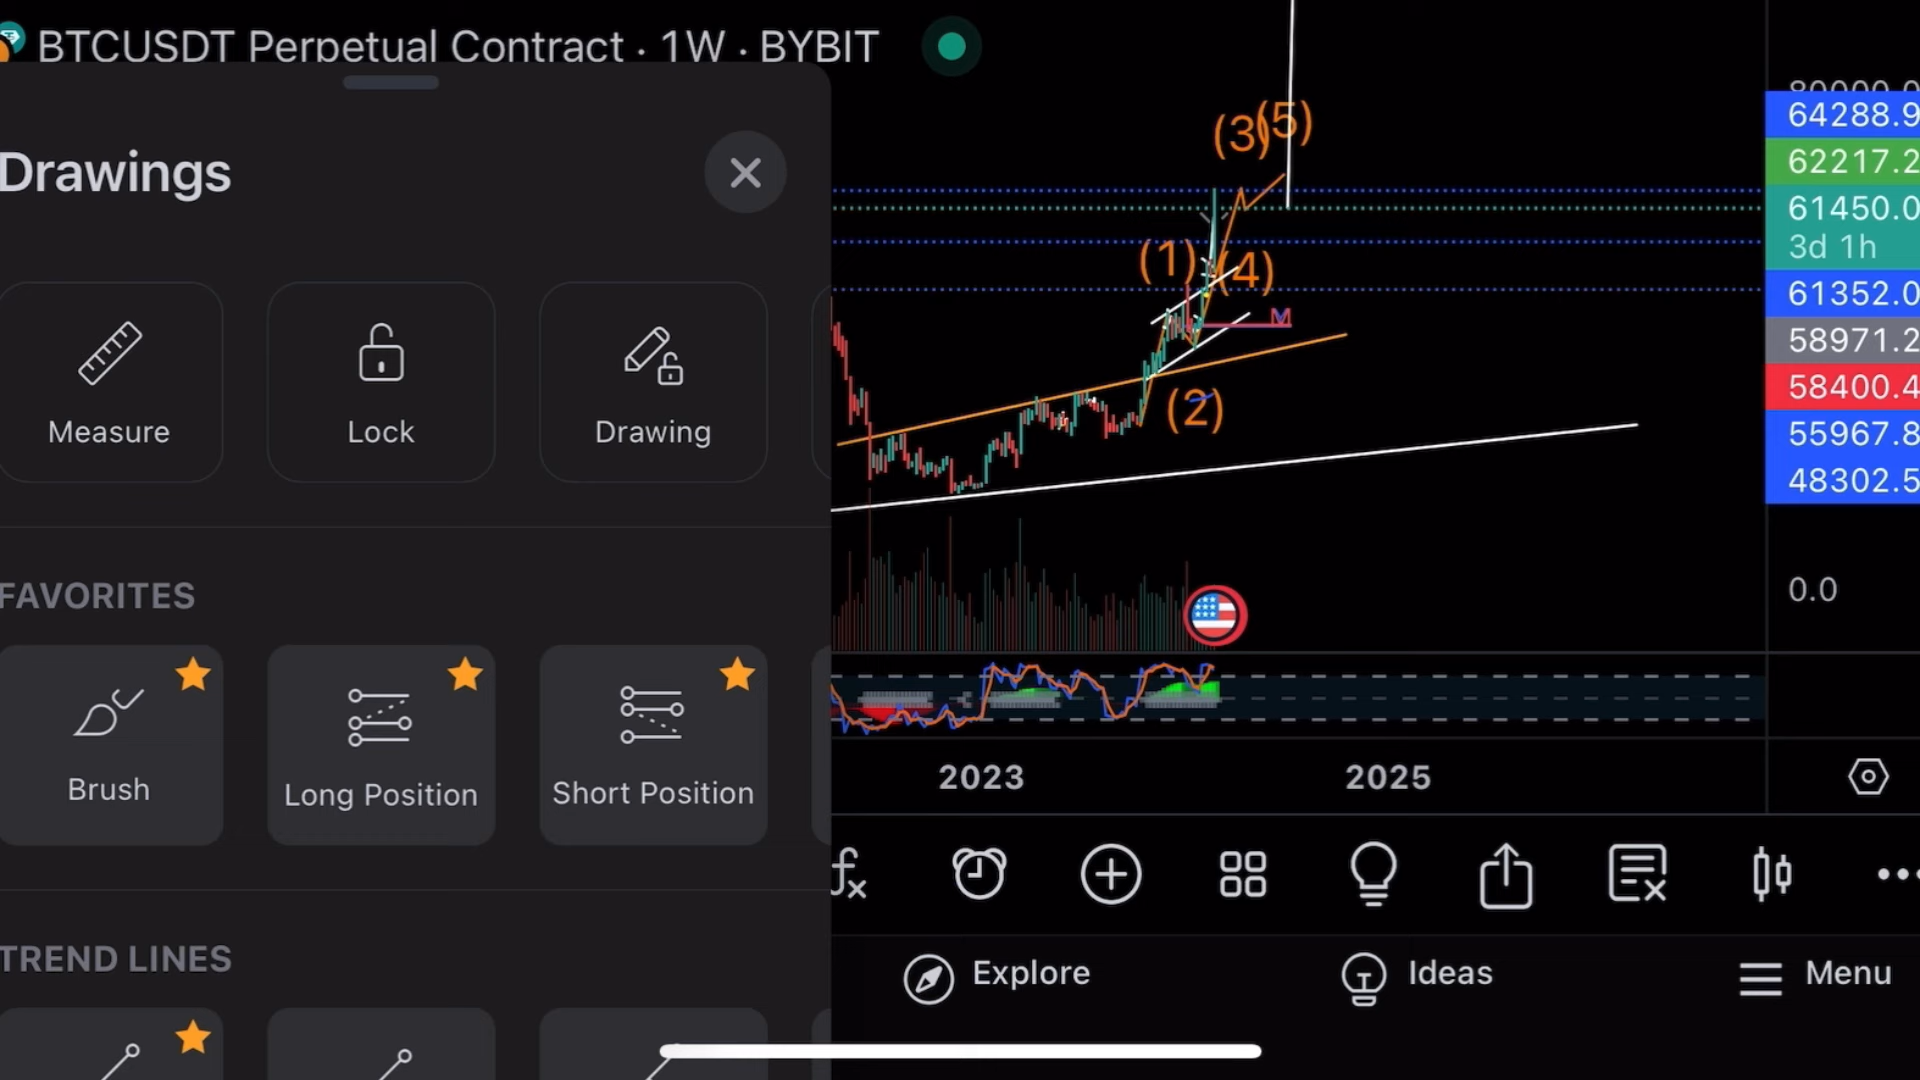 BTCUSDT Perpetual Contract · 1W · BYBIT
Drawings
Measure
Lock
Drawing
FAVORITES
Brush
Long Position
Short Position
TREND LINES
(3)
(5)
(1)
(4)
M
(2)
80000.0
64288.9
62217.2
61450.0
3d 1h
61352.0
58971.2
58400.4
55967.8
48302.5
0.0
2023
2025
Explore
Ideas
Menu